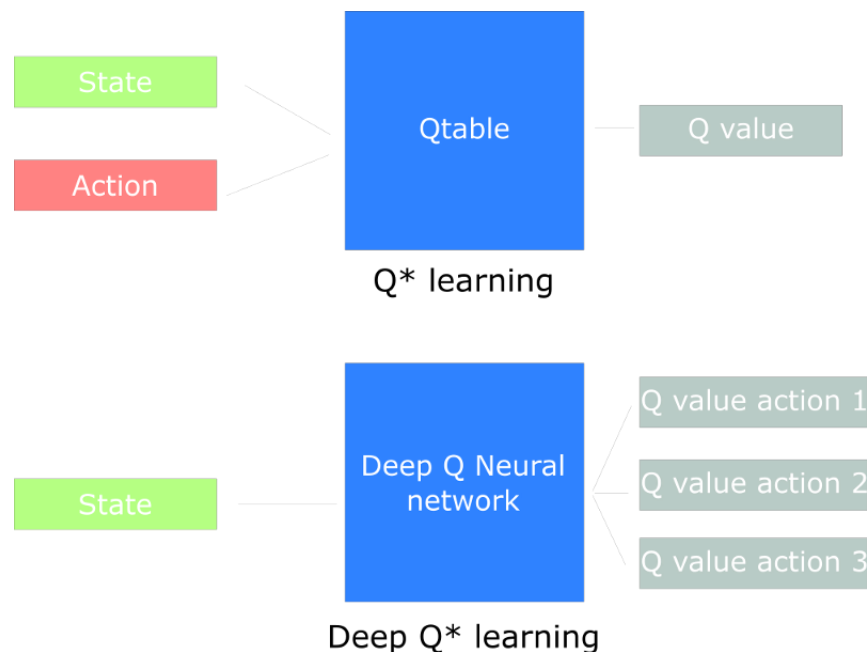 State
Action
Qtable
Q value
Q* learning
State
Deep Q Neural
network
Q value action 1
Q value action 2
Q value action 3
Deep Q* learning